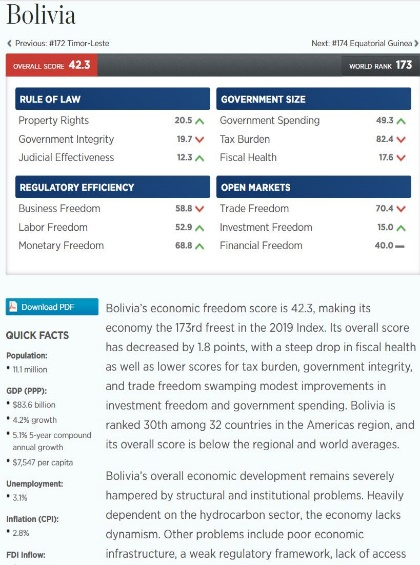 Bolivia
Previous: #172 Timor-Leste
Next: #174 Equatorial Guinea
OVERALL SCORE 42.3
WORLD RANK 173
RULE OF LAW
Property Rights 20.5
Government Integrity 19.7
Judicial Effectiveness 12.3
GOVERNMENT SIZE
Government Spending 49.3
Tax Burden 82.4
Fiscal Health 17.6
REGULATORY EFFICIENCY
Business Freedom 58.8
Labor Freedom 52.9
Monetary Freedom 68.8
OPEN MARKETS
Trade Freedom 70.4
Investment Freedom 15.0
Financial Freedom 40.0
Download PDF
QUICK FACTS
Population:
• 11.1 million
GDP (PPP):
• $83.6 billion
• 4.2% growth
• 5.1% 5-year compound
annual growth
• $7,547 per capita
Unemployment:
• 3.1%
Inflation (CPI):
• 2.8%
FDI Inflow:
Bolivia's economic freedom score is 42.3, making its
economy the 173rd freest in the 2019 Index. Its overall score
has decreased by 1.8 points, with a steep drop in fiscal health
as well as lower scores for tax burden, government integrity,
and trade freedom swamping modest improvements in
investment freedom and government spending. Bolivia is
ranked 30th among 32 countries in the Americas region, and
its overall score is below the regional and world averages.
Bolivia's overall economic development remains severely
hampered by structural and institutional problems. Heavily
dependent on the hydrocarbon sector, the economy lacks
dynamism. Other problems include poor economic
infrastructure, a weak regulatory framework, lack of access